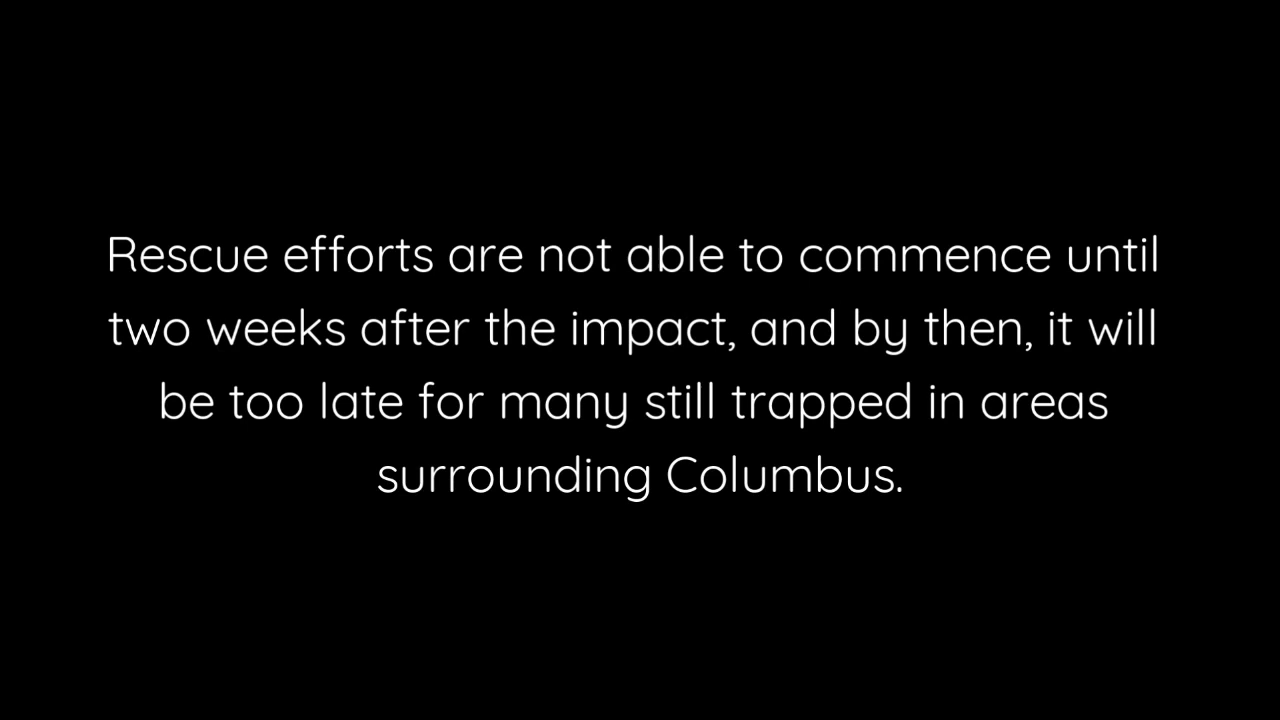 Rescue efforts are not able to commence until
two weeks after the impact, and by then, it will
be too late for many still trapped in areas
surrounding Columbus.